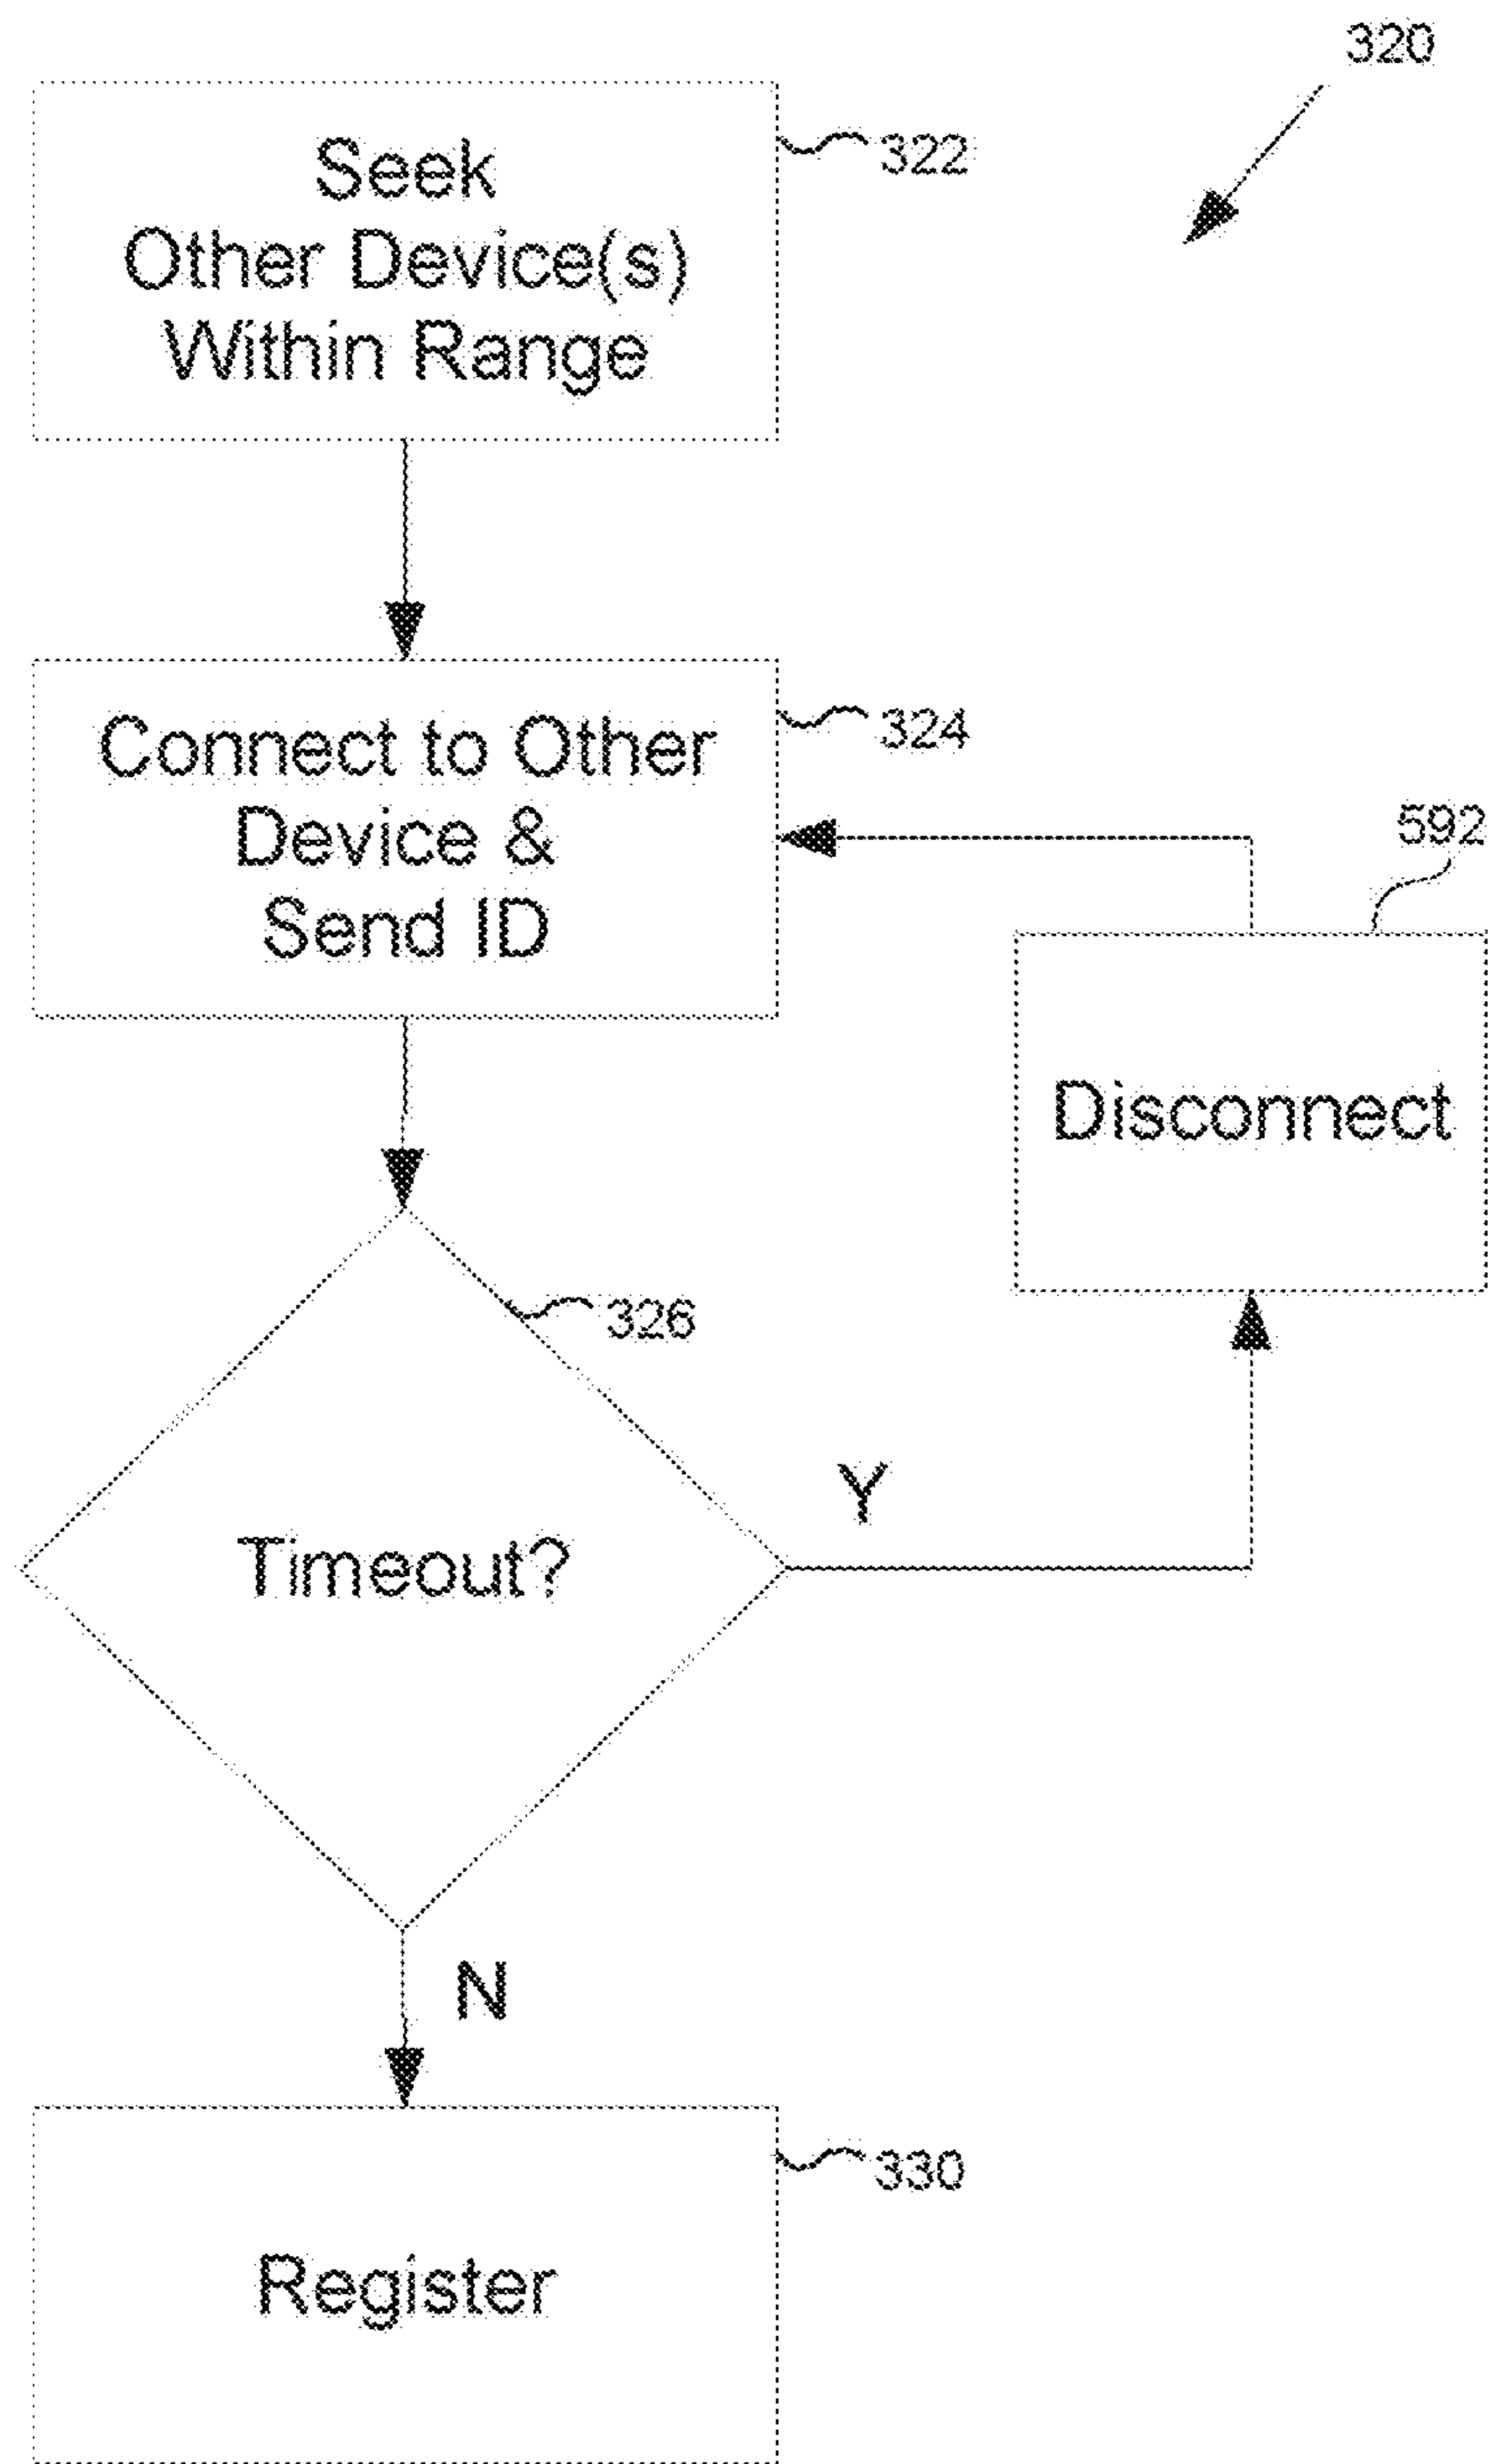 320
Seek
Other Device(s)
Within Range
322
Connect to Other
Device &
Send ID
324
592
Disconnect
326
Timeout?
Y
N
Register
330